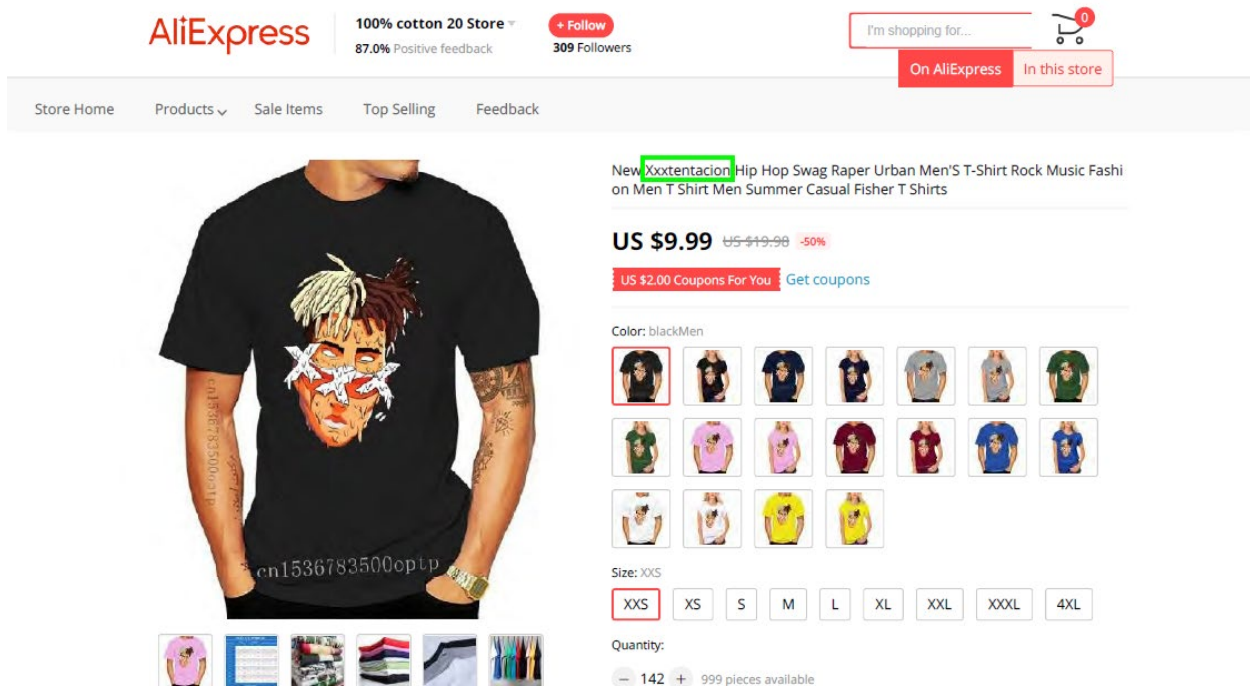 AliExpress
100% cotton 20 Store
87.0% Positive feedback
+ Follow
309 Followers
I'm shopping for...
0
On AliExpress
In this store
Store Home
Products
Sale Items
Top Selling
Feedback
New Xxxtentacion Hip Hop Swag Raper Urban Men'S T-Shirt Rock Music Fashi
on Men T Shirt Men Summer Casual Fisher T Shirts
US $9.99 US $19.98 -50%
US $2.00 Coupons For You Get coupons
Color: blackMen
XXX
cn1536783500optp
*cn1536783500optp
Size: XXS
XXS XS S M L XL XXL XXXL 4XL
Quantity:
− 142 + 999 pieces available